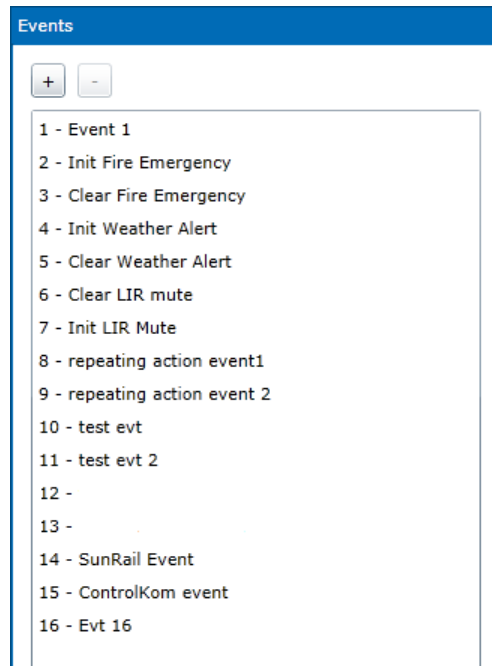 Events
+ -
1 - Event 1
2 - Init Fire Emergency
3 - Clear Fire Emergency
4 - Init Weather Alert
5 - Clear Weather Alert
6 - Clear LIR mute
7 - Init LIR Mute
8 - repeating action event1
9 - repeating action event 2
10 - test evt
11 - test evt 2
12 -
13 -
14 - SunRail Event
15 - ControlKom event
16 - Evt 16